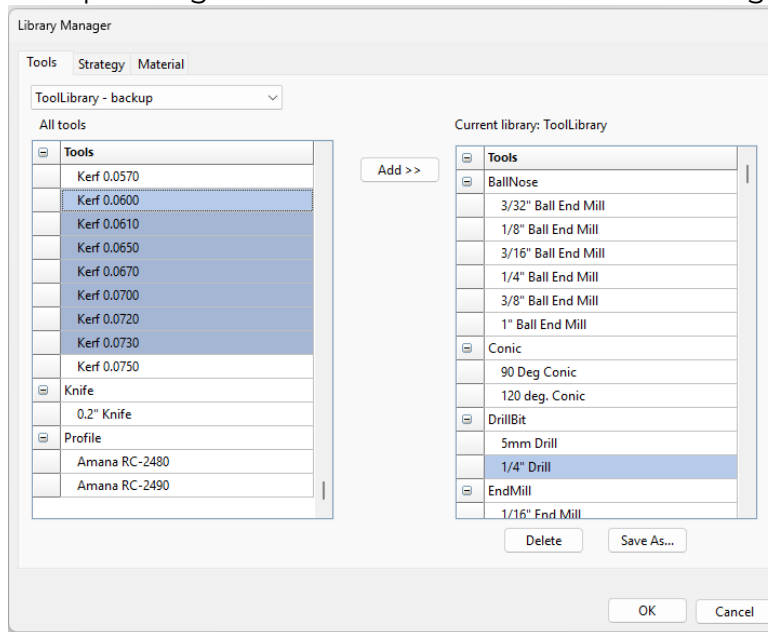 Library Manager
Tools
Strategy
Material
ToolLibrary - backup
All tools
Tools
Kerf 0.0570
Kerf 0.0600
Kerf 0.0610
Kerf 0.0650
Kerf 0.0670
Kerf 0.0700
Kerf 0.0720
Kerf 0.0730
Kerf 0.0750
Knife
0.2" Knife
Profile
Amana RC-2480
Amana RC-2490
Add >>
Current library: ToolLibrary
Tools
BallNose
3/32" Ball End Mill
1/8" Ball End Mill
3/16" Ball End Mill
1/4" Ball End Mill
3/8" Ball End Mill
1" Ball End Mill
Conic
90 Deg Conic
120 deg. Conic
DrillBit
5mm Drill
1/4" Drill
EndMill
1/16" End Mill
Delete
Save As...
OK
Cancel